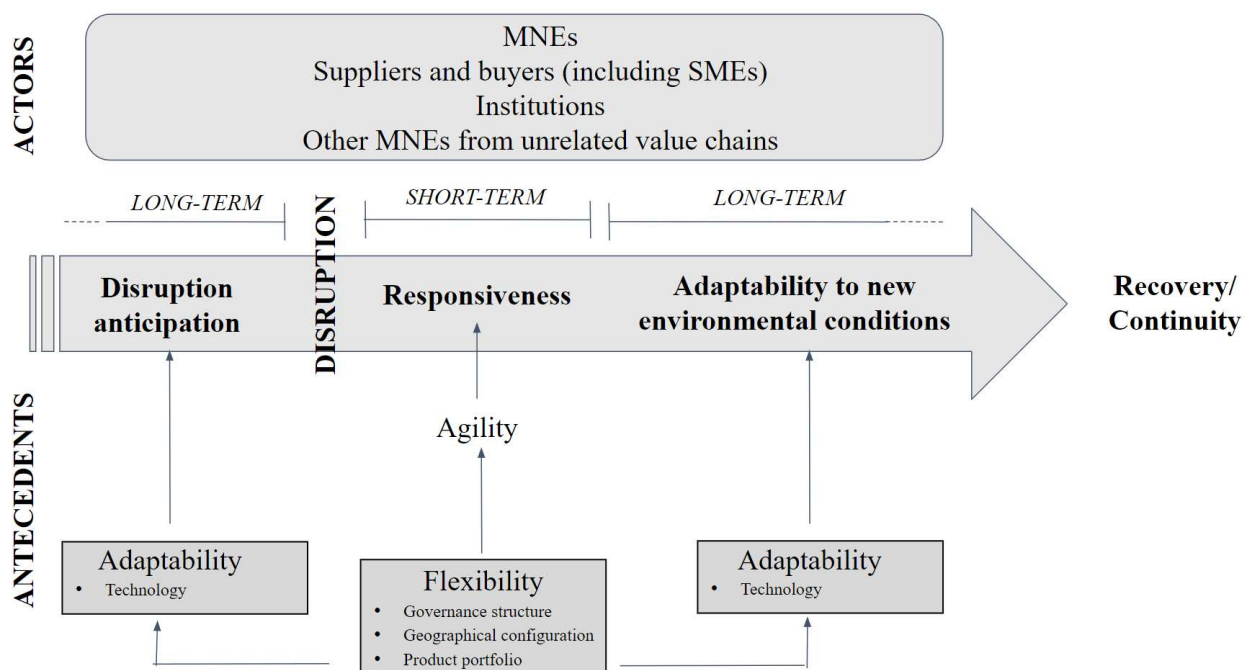 ACTORS
MNEs
Suppliers and buyers (including SMEs)
Institutions
Other MNEs from unrelated value chains
LONG-TERM
DISRUPTION
SHORT-TERM
LONG-TERM
Disruption
anticipation
Responsiveness
Adaptability to new
environmental conditions
Recovery/
Continuity
ANTECEDENTS
Agility
Adaptability
• Technology
Flexibility
• Governance structure
• Geographical configuration
• Product portfolio
Adaptability
• Technology